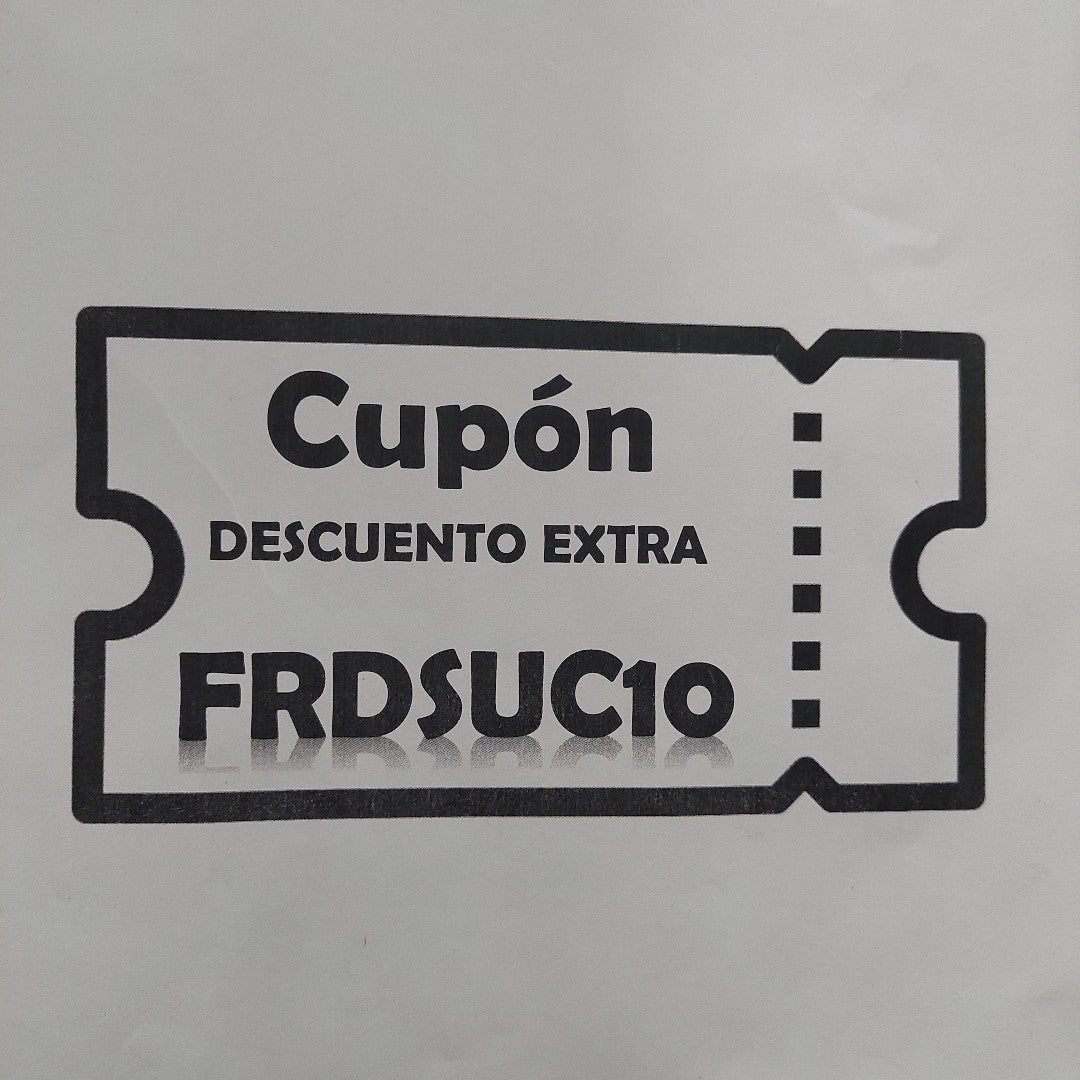 Cupón
DESCUENTO EXTRA
FRDSUC10